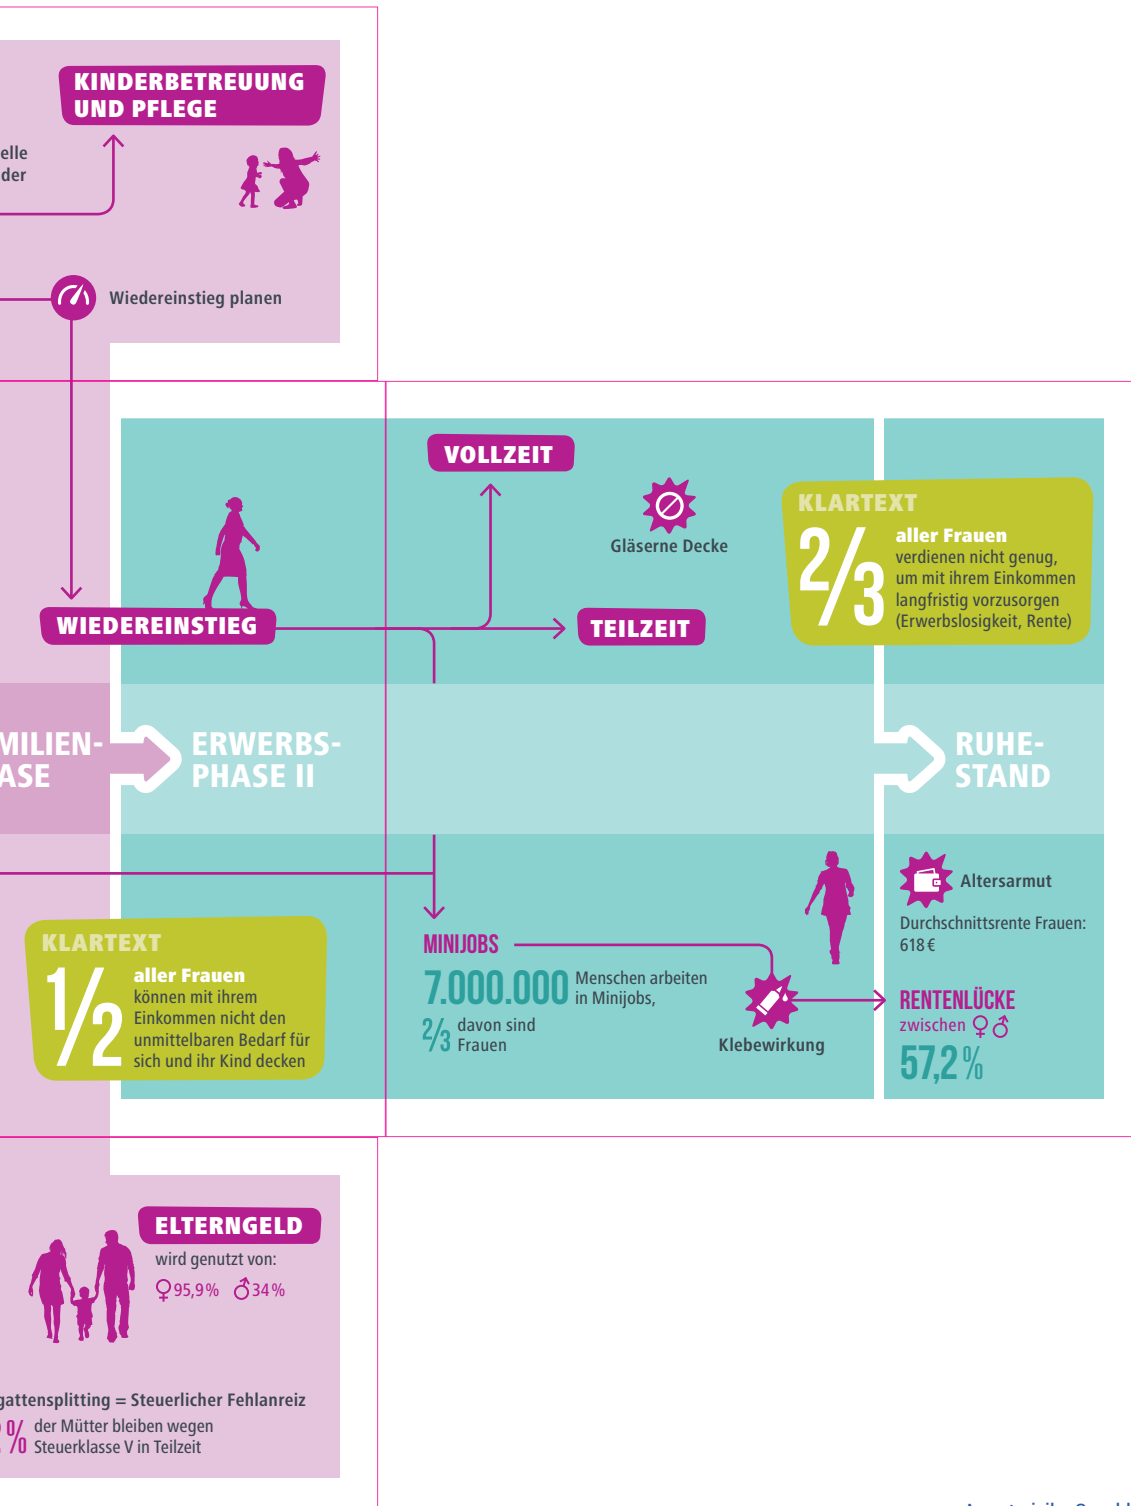 KINDERBETREUUNG
UND PFLEGE
elle
der
Wiedereinstieg planen
VOLLZEIT
Gläserne Decke
KLARTEXT
2/3
aller Frauen
verdienen nicht genug,
um mit ihrem Einkommen
langfristig vorzusorgen
(Erwerbslosigkeit, Rente)
WIEDEREINSTIEG
TEILZEIT
MILIEN-
ASE
ERWERBS-
PHASE II
RUHE-
STAND
Altersarmut
Durchschnittsrente Frauen:
618 €
KLARTEXT
1/2
aller Frauen
können mit ihrem
Einkommen nicht den
unmittelbaren Bedarf für
sich und ihr Kind decken
MINIJOBS
7.000.000 Menschen arbeiten
in Minijobs,
2/3 davon sind
Frauen
Klebewirkung
RENTENLÜCKE
zwischen ♀ ♂
57,2 %
ELTERNGELD
wird genutzt von:
♀ 95,9 % ♂ 34 %
gattensplitting = Steuerlicher Fehlanreiz
% der Mütter bleiben wegen
Steuerklasse V in Teilzeit